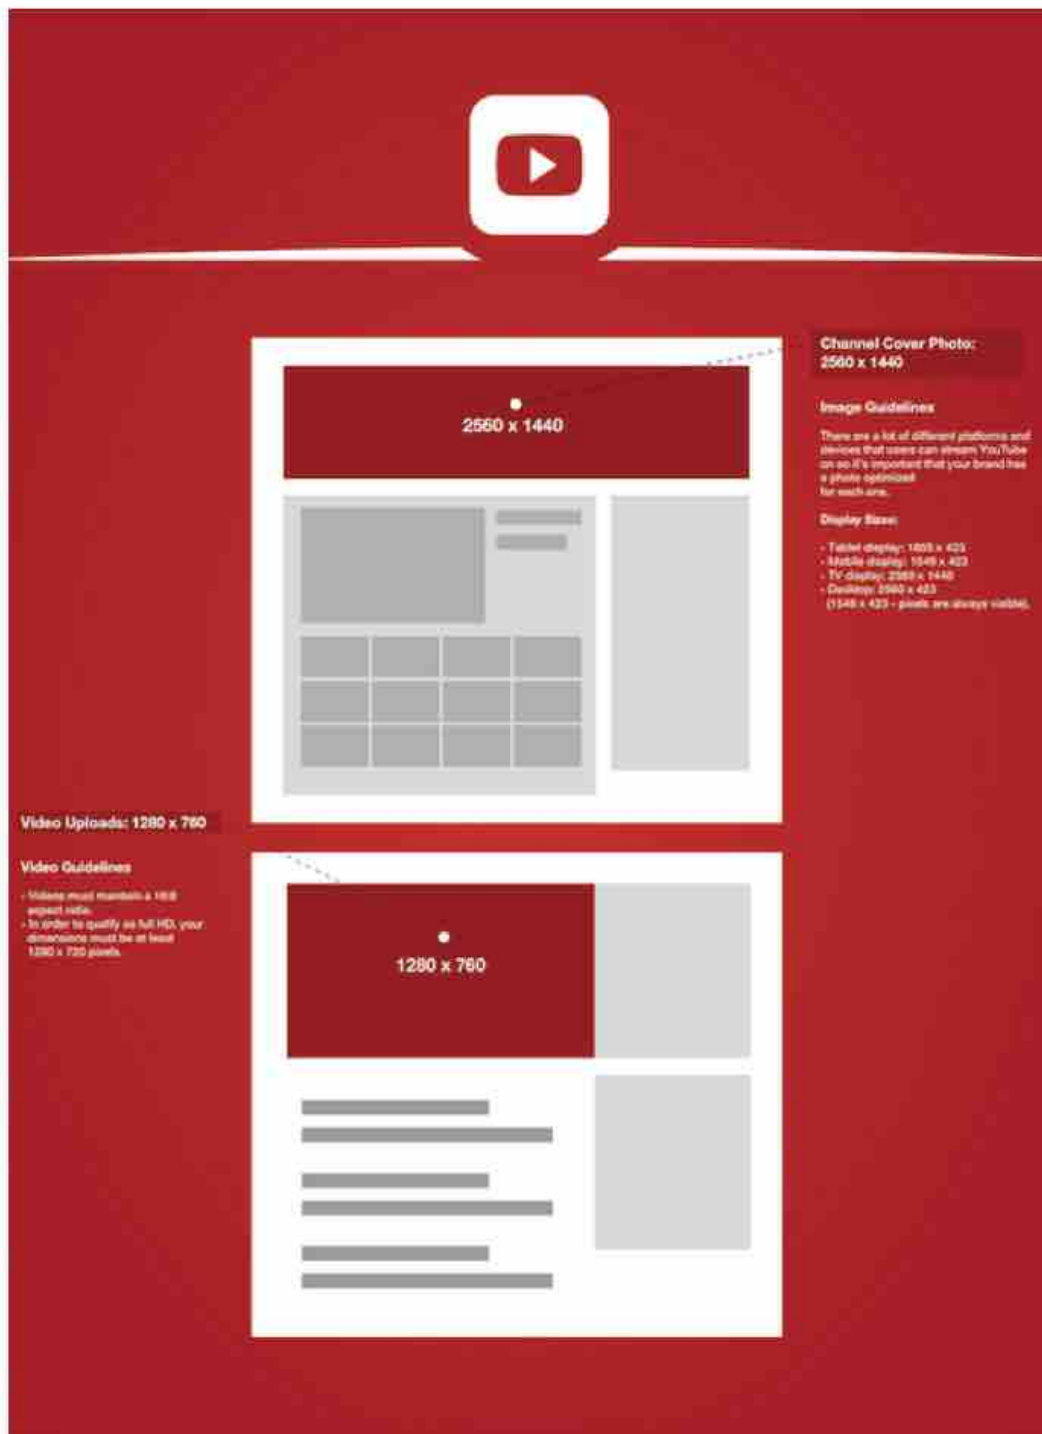 Channel Cover Photo:
2560 x 1440
2560 x 1440
Image Guidelines
There are a lot of different platforms and
devices that users can stream YouTube
on so it's important that your brand has
a photo optimized
for each one.
Display Sizes:
- Tablet display: 1855 x 423
- Mobile display: 1546 x 423
- TV display: 2560 x 1440
- Desktop: 2560 x 423
(1546 x 423 - pixels are always visible).
Video Uploads: 1280 x 760
Video Guidelines
- Videos must maintain a 16:9
aspect ratio.
- In order to qualify as full HD, your
dimensions must be at least
1280 x 720 pixels.
1280 x 760